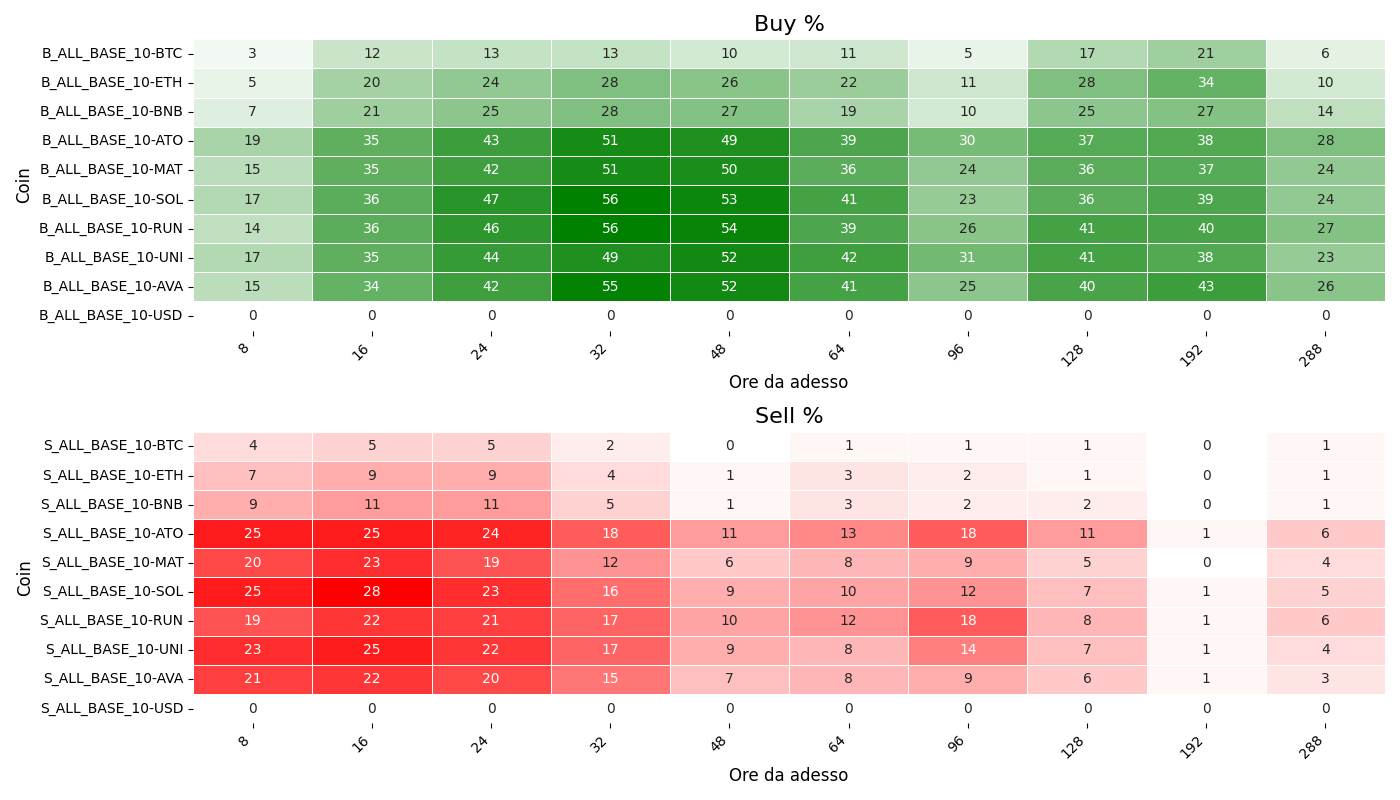 Buy %
Coin
B_ALL_BASE_10-BTC 3 12 13 13 10 11 5 17 21 6
B_ALL_BASE_10-ETH 5 20 24 28 26 22 11 28 34 10
B_ALL_BASE_10-BNB 7 21 25 28 27 19 10 25 27 14
B_ALL_BASE_10-ATO 19 35 43 51 49 39 30 37 38 28
B_ALL_BASE_10-MAT 15 35 42 51 50 36 24 36 37 24
B_ALL_BASE_10-SOL 17 36 47 56 53 41 23 36 39 24
B_ALL_BASE_10-RUN 14 36 46 56 54 39 26 41 40 27
B_ALL_BASE_10-UNI 17 35 44 49 52 42 31 41 38 23
B_ALL_BASE_10-AVA 15 34 42 55 52 41 25 40 43 26
B_ALL_BASE_10-USD 0 0 0 0 0 0 0 0 0 0
8 16 24 32 48 64 96 128 192 288
Ore da adesso
Sell %
Coin
S_ALL_BASE_10-BTC 4 5 5 2 0 1 1 1 0 1
S_ALL_BASE_10-ETH 7 9 9 4 1 3 2 1 0 1
S_ALL_BASE_10-BNB 9 11 11 5 1 3 2 2 0 1
S_ALL_BASE_10-ATO 25 25 24 18 11 13 18 11 1 6
S_ALL_BASE_10-MAT 20 23 19 12 6 8 9 5 0 4
S_ALL_BASE_10-SOL 25 28 23 16 9 10 12 7 1 5
S_ALL_BASE_10-RUN 19 22 21 17 10 12 18 8 1 6
S_ALL_BASE_10-UNI 23 25 22 17 9 8 14 7 1 4
S_ALL_BASE_10-AVA 21 22 20 15 7 8 9 6 1 3
S_ALL_BASE_10-USD 0 0 0 0 0 0 0 0 0 0
8 16 24 32 48 64 96 128 192 288
Ore da adesso